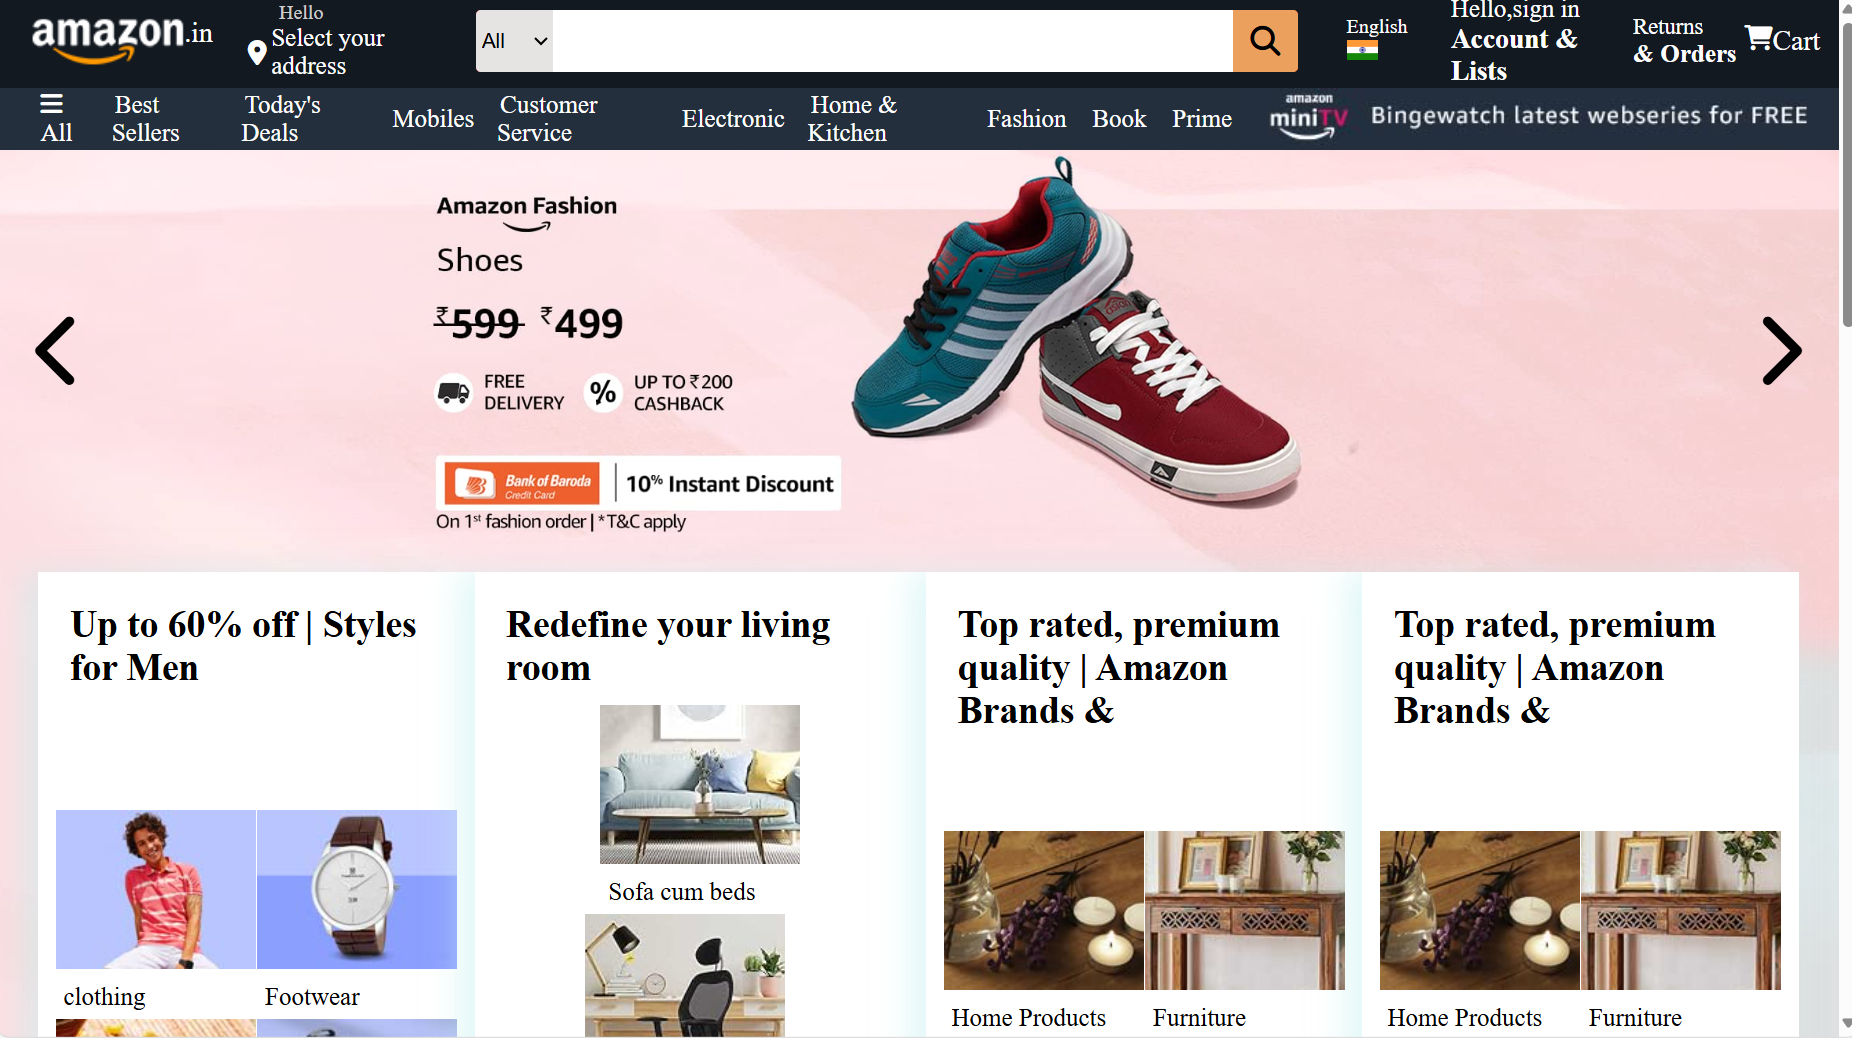 amazon.in
Hello
Select your
address
All
English
Hello,sign in
Account &
Lists
Returns
& Orders
Cart
All
Best
Sellers
Today's
Deals
Mobiles
Customer
Service
Electronic
Home &
Kitchen
Fashion
Book
Prime
amazon
miniTV
Bingewatch latest webseries for FREE
Amazon Fashion
Shoes
₹599 ₹499
FREE
DELIVERY
%
UP TO ₹200
CASHBACK
Bank of Baroda
Credit Card
10% Instant Discount
On 1st fashion order | *T&C apply
Up to 60% off | Styles
for Men
clothing
Footwear
Redefine your living
room
Sofa cum beds
Top rated, premium
quality | Amazon
Brands &
Home Products
Furniture
Top rated, premium
quality | Amazon
Brands &
Home Products
Furniture